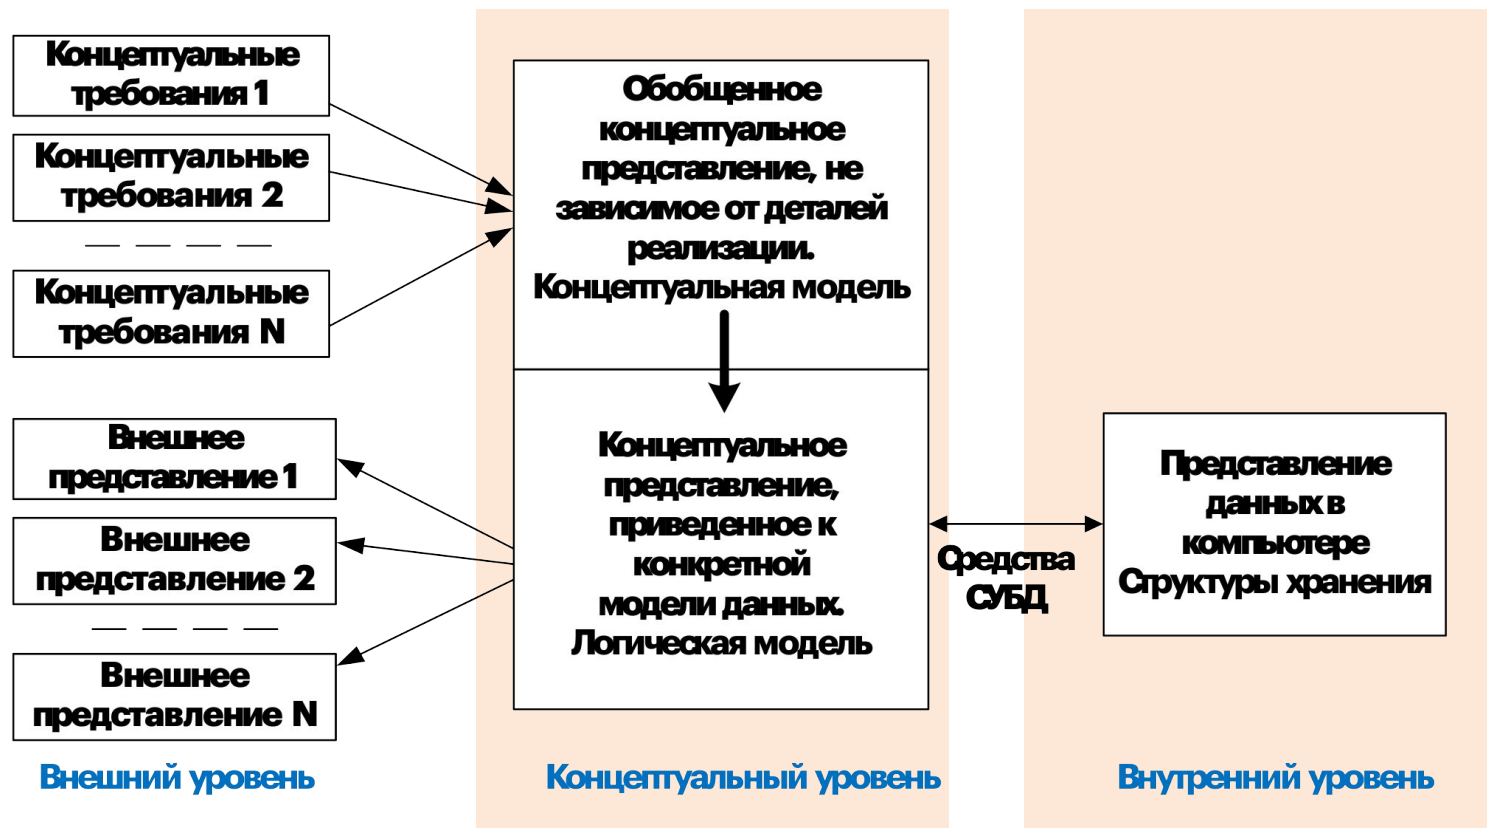 Концептуальные
требования 1
Концептуальные
требования 2
Концептуальные
требования N
Внешнее
представление 1
Внешнее
представление 2
Внешнее
представление N
Внешний уровень
Обобщенное
концептуальное
представление, не
зависимое от деталей
реализации.
Концептуальная модель
Концептуальное
представление,
приведенное к
конкретной
модели данных.
Логическая модель
Концептуальный уровень
Средства
СУБД
Представление
данных в
компьютере
Структуры хранения
Внутренний уровень